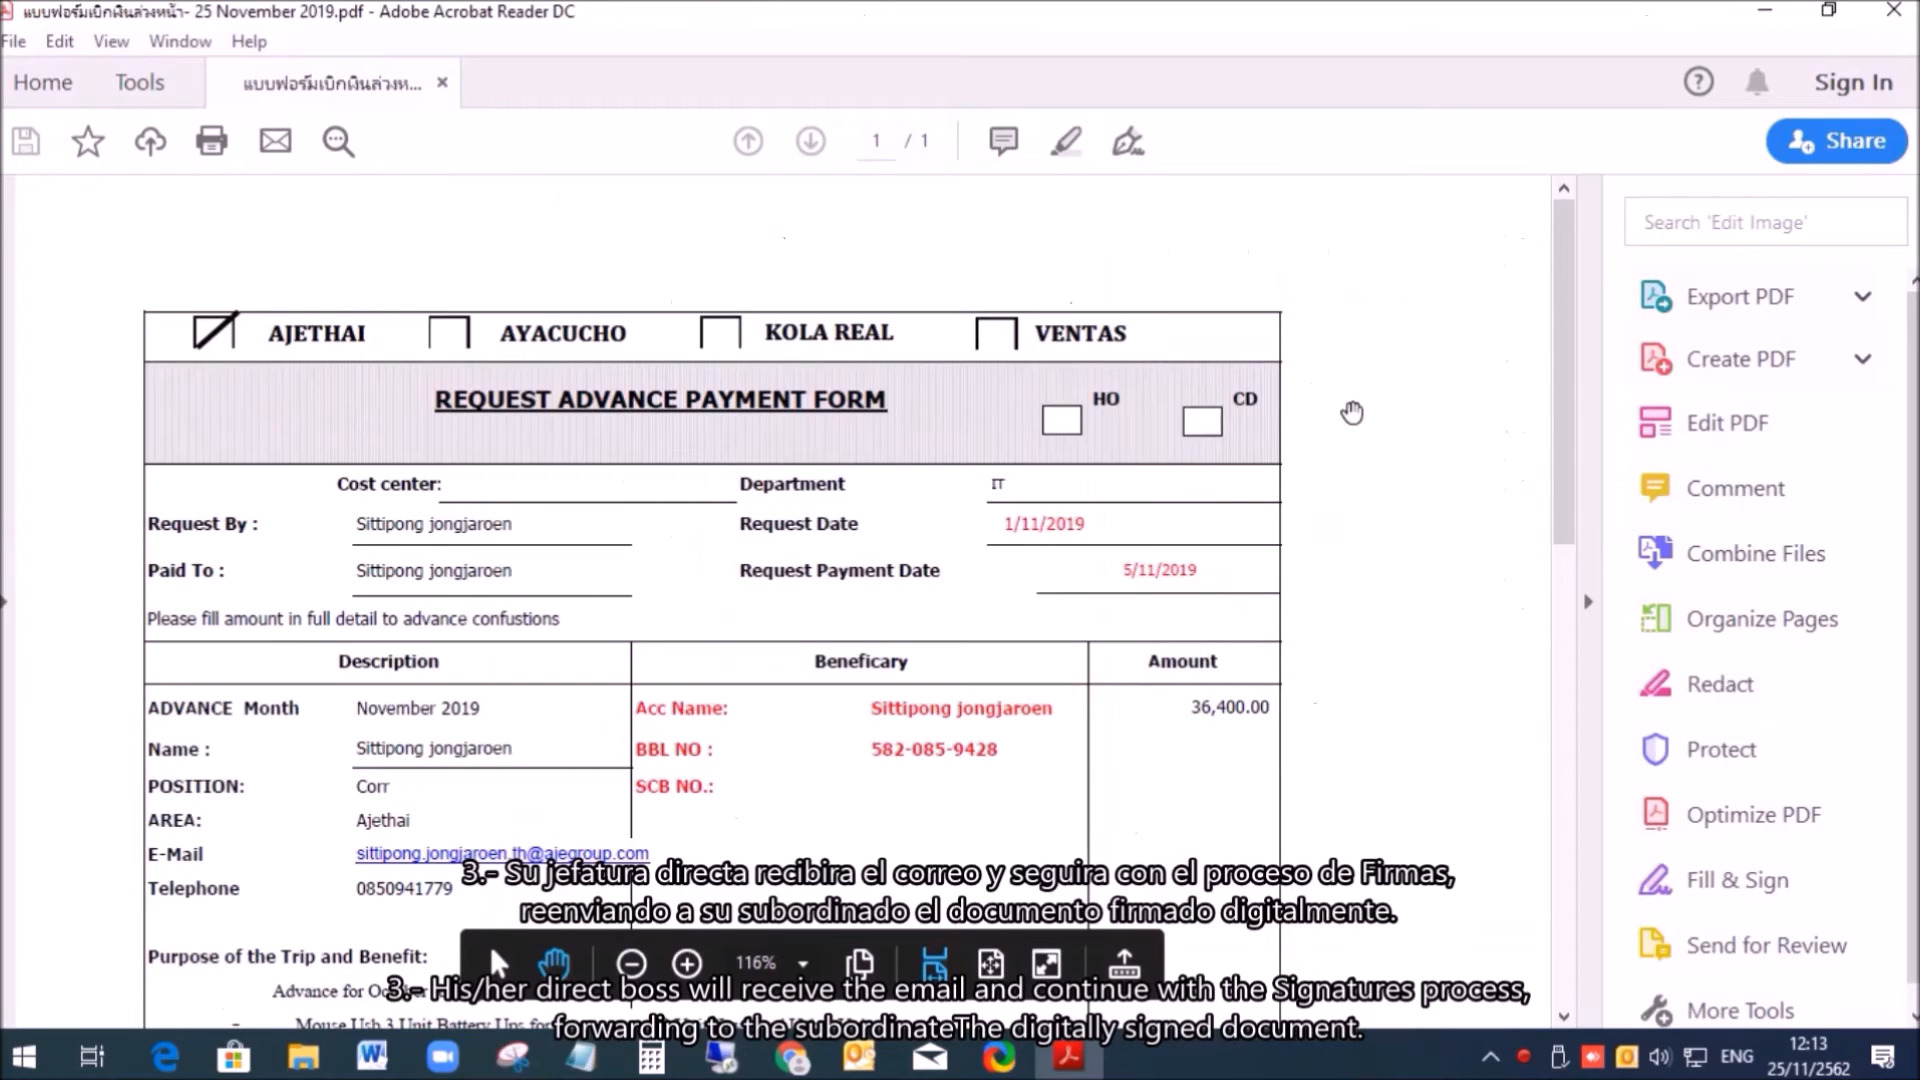 แบบฟอร์มเบิกเงินล่วงหน้า- 25 November 2019.pdf - Adobe Acrobat Reader DC
File Edit View Window Help
Home Tools แบบฟอร์มเบิกเงินล่วงห... × Sign In
1 / 1 Share
Search 'Edit Image'
Export PDF
Create PDF
Edit PDF
Comment
Combine Files
Organize Pages
Redact
Protect
Optimize PDF
Fill & Sign
Send for Review
More Tools
AJETHAI AYACUCHO KOLA REAL VENTAS
REQUEST ADVANCE PAYMENT FORM HO CD
Cost center: Department IT
Request By : Sittipong jongjaroen Request Date 1/11/2019
Paid To : Sittipong jongjaroen Request Payment Date 5/11/2019
Please fill amount in full detail to advance confustions
Description Beneficary Amount
ADVANCE Month November 2019 Acc Name: Sittipong jongjaroen 36,400.00
Name : Sittipong jongjaroen BBL NO : 582-085-9428
POSITION: Corr SCB NO.:
AREA: Ajethai
E-Mail sittipong.jongjaroen.th@ajegroup.com
Telephone 0850941779
3.- Su jefatura directa recibira el correo y seguira con el proceso de Firmas,
reenviando a su subordinado el documento firmado digitalmente.
Purpose of the Trip and Benefit:
116%
Advance for
3.- His/her direct boss will receive the email and continue with the Signatures process,
Mouse Usb 3 Unit Battery Ups for
forwarding to the subordinateThe digitally signed document.
ENG 12:13
25/11/2562